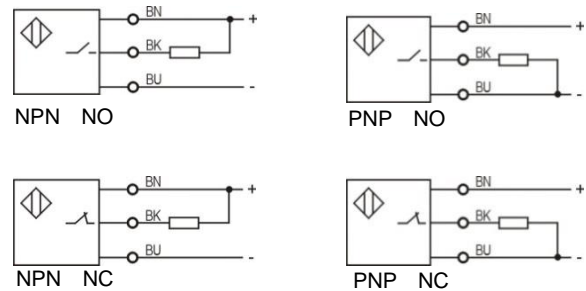 BN +
BK
BU -
NPN NO
BN +
BK
BU -
PNP NO
BN +
BK
BU -
NPN NC
BN +
BK
BU -
PNP NC